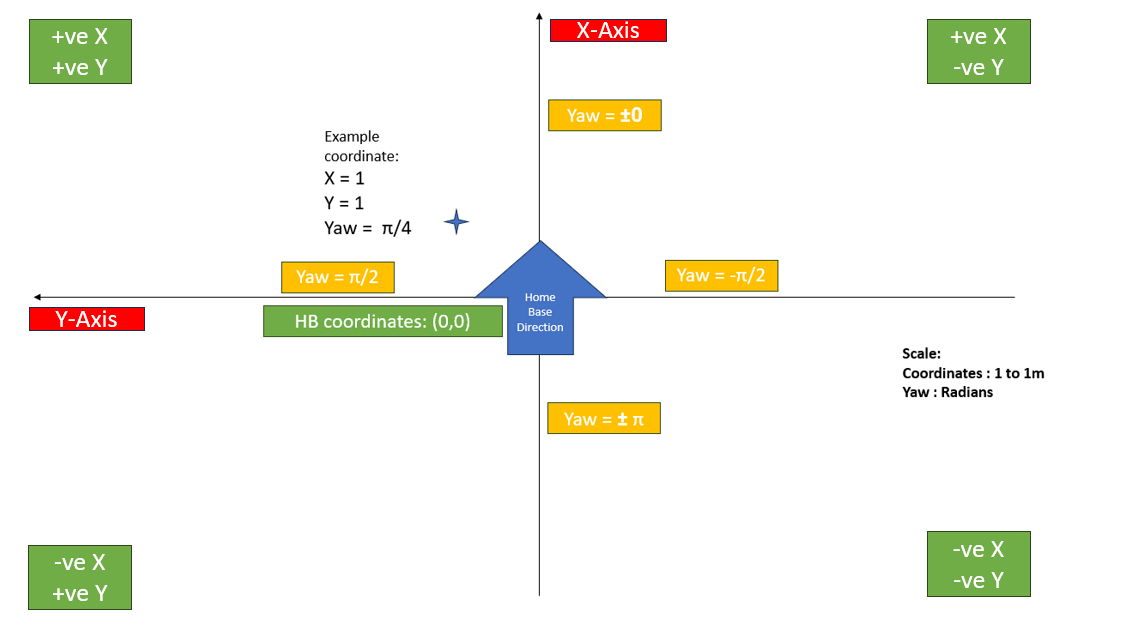 +ve X
+ve Y
X-Axis
+ve X
-ve Y
Yaw = ±0
Example
coordinate:
X = 1
Y = 1
Yaw = π/4
Yaw = π/2
Yaw = -π/2
Home
Base
Direction
Y-Axis
HB coordinates: (0,0)
Scale:
Coordinates : 1 to 1m
Yaw : Radians
Yaw = ± π
-ve X
+ve Y
-ve X
-ve Y